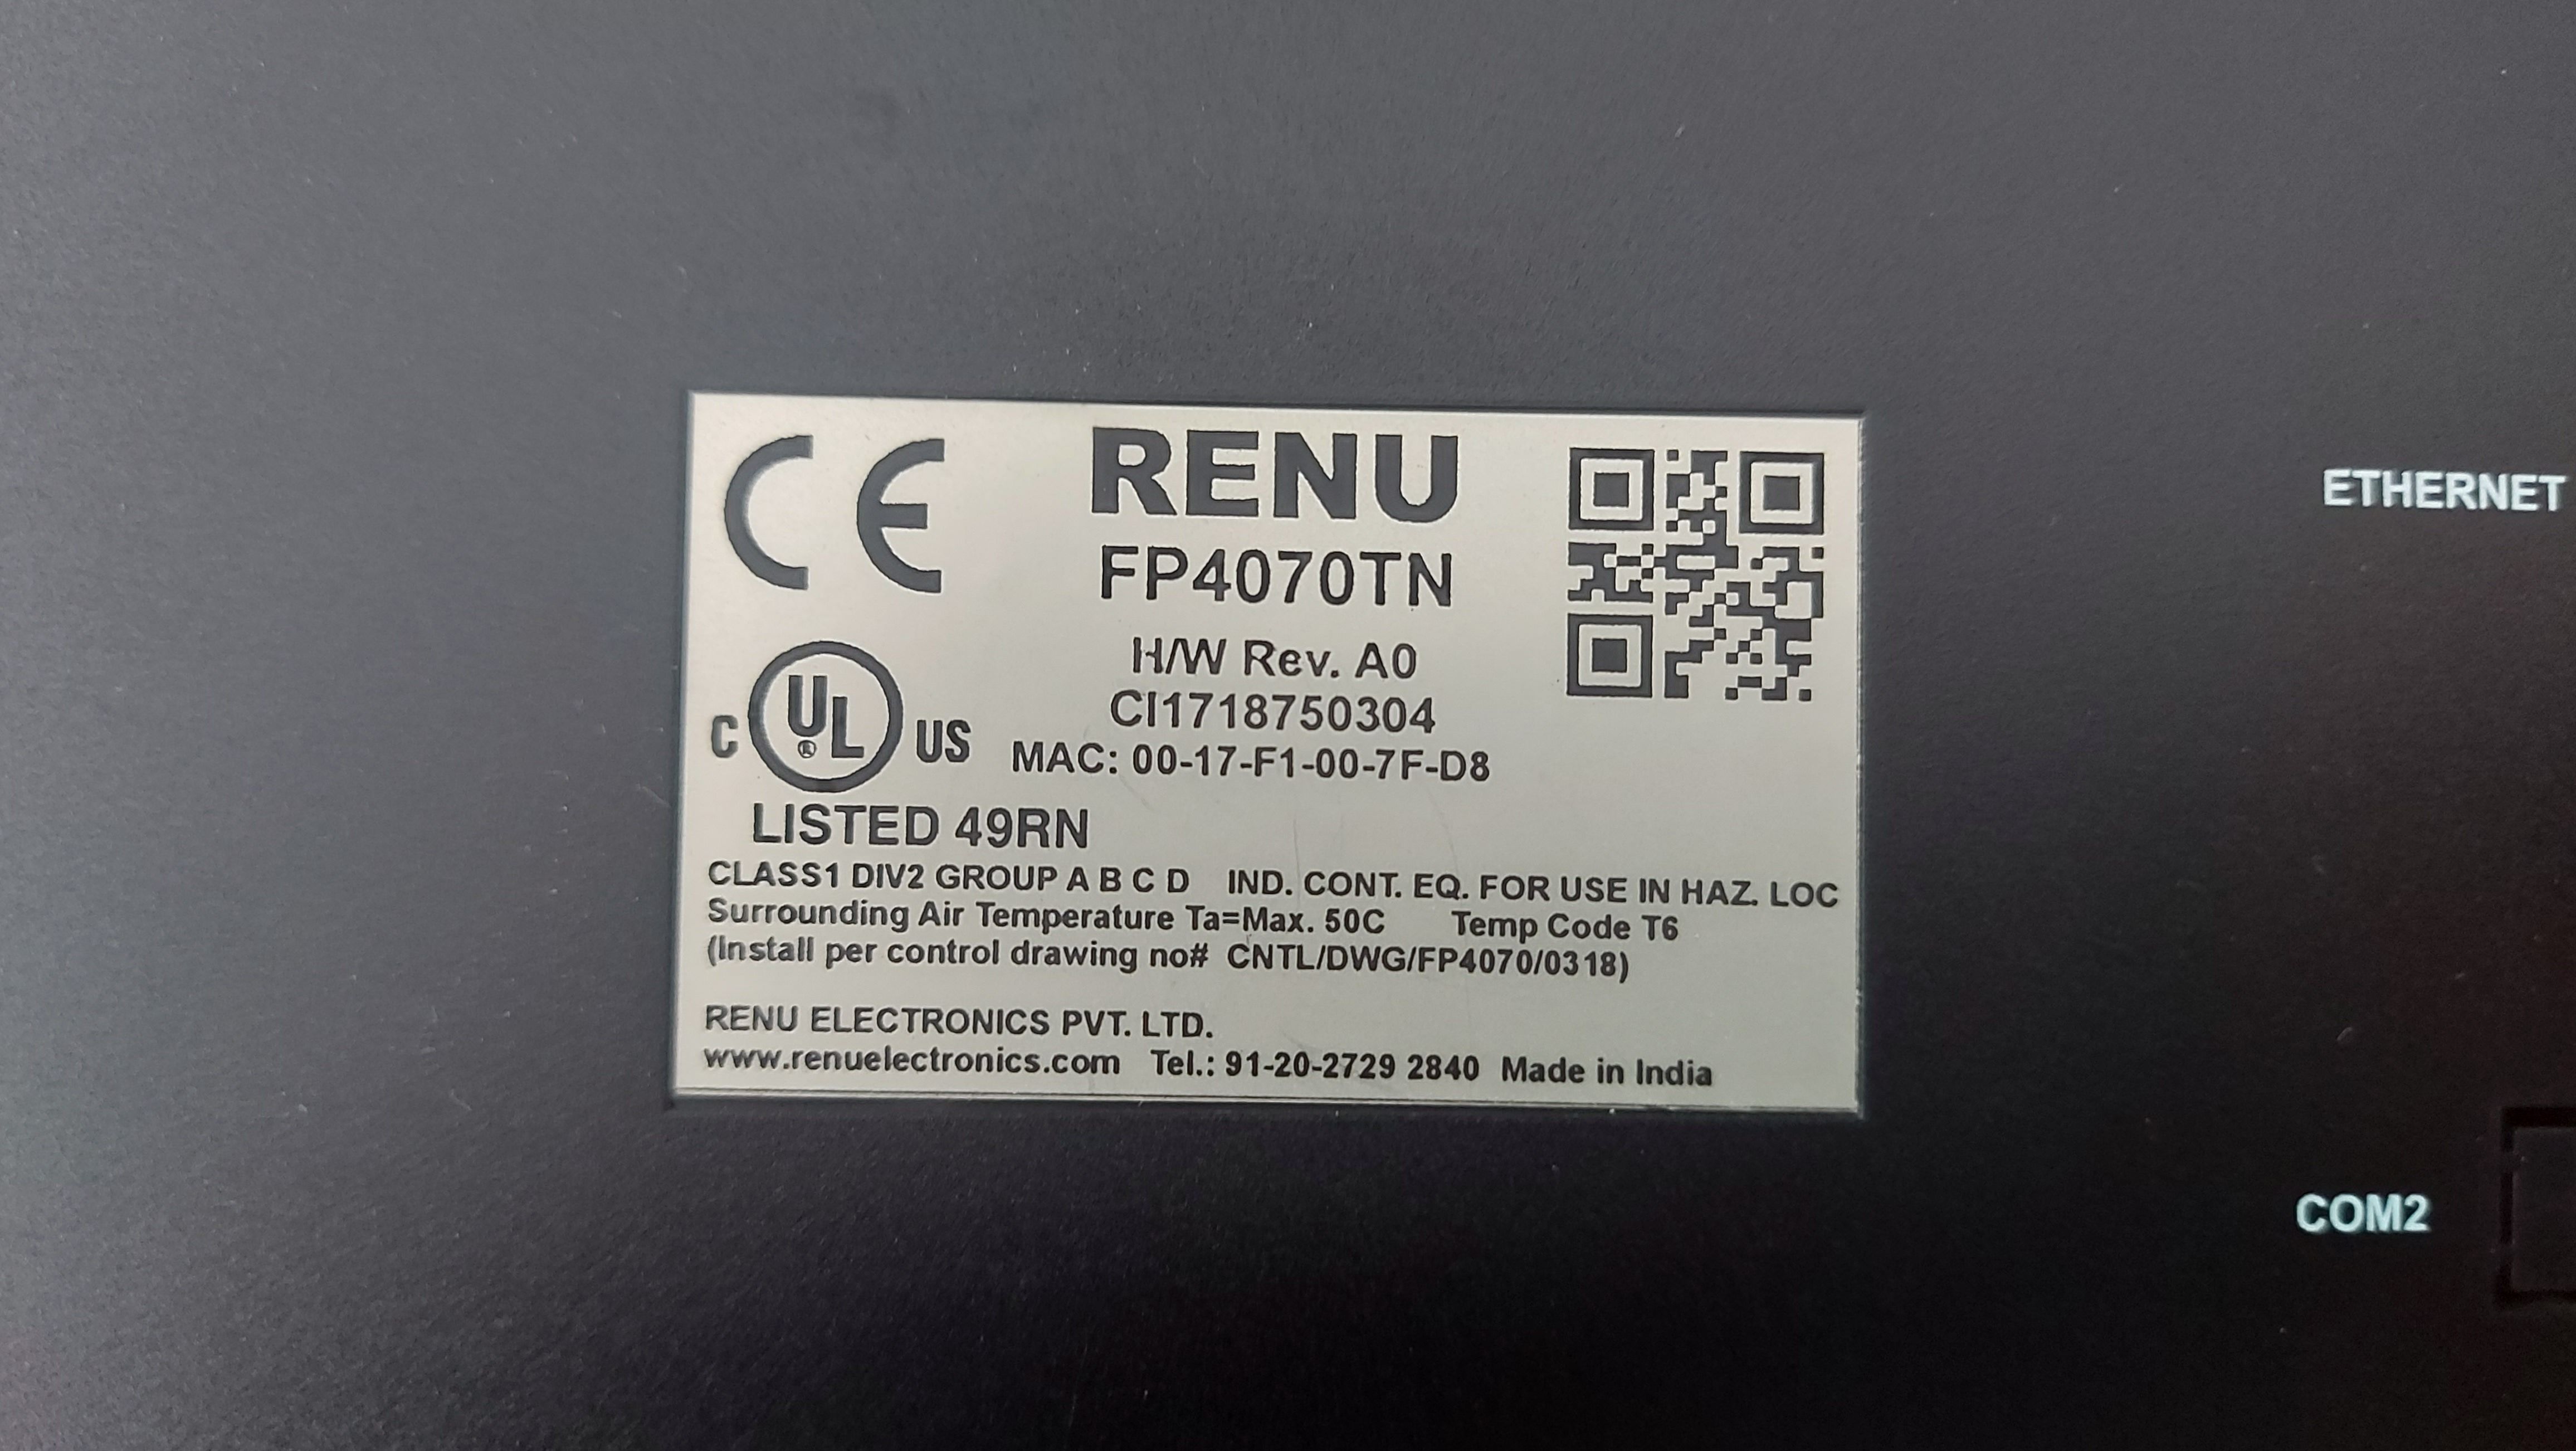 CE
RENU
FP4070TN
H/W Rev. A0
CI1718750304
MAC: 00-17-F1-00-7F-D8
C UL® US
LISTED 49RN
CLASS1 DIV2 GROUP A B C D IND. CONT. EQ. FOR USE IN HAZ. LOC
Surrounding Air Temperature Ta=Max. 50C Temp Code T6
(Install per control drawing no# CNTL/DWG/FP4070/0318)
RENU ELECTRONICS PVT. LTD.
www.renuelectronics.com Tel.: 91-20-2729 2840 Made in India
ETHERNET
COM2